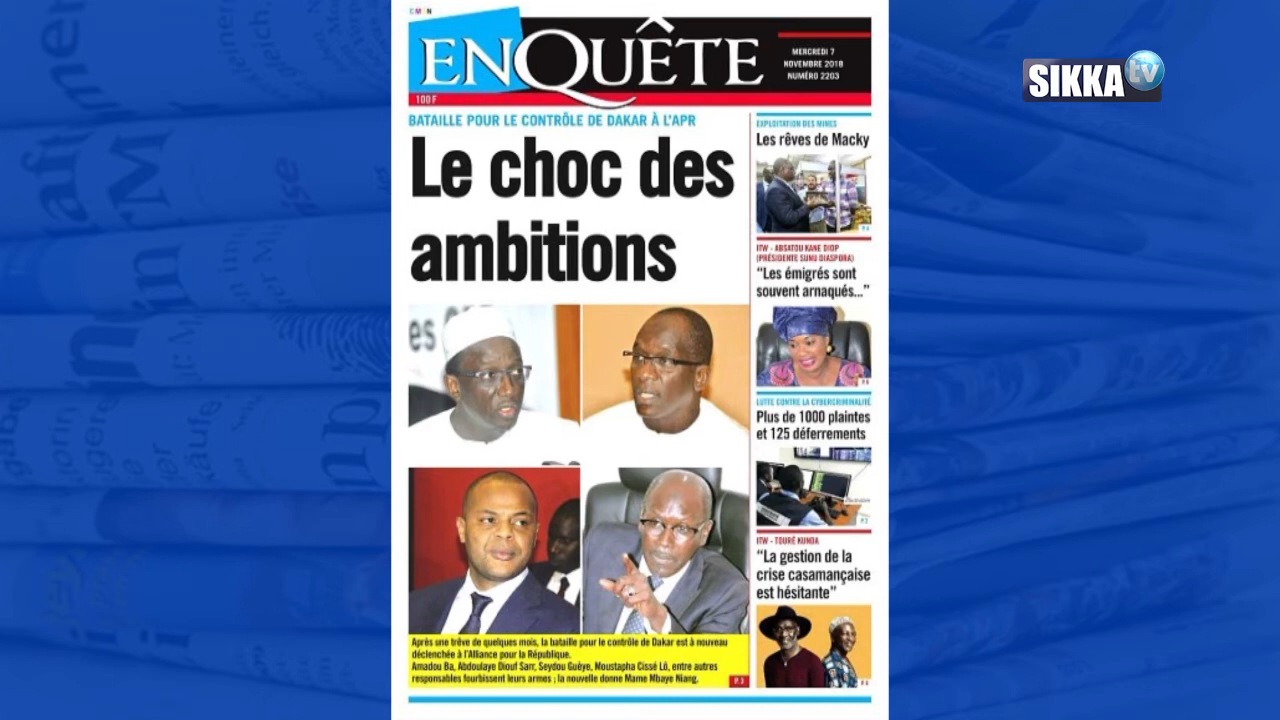 CMJN
ENQUÊTE
MERCREDI 7
NOVEMBRE 2018
NUMÉRO 2203
100 F
SIKKA tv
BATAILLE POUR LE CONTRÔLE DE DAKAR À L'APR
Le choc des
ambitions
Après une trêve de quelques mois, la bataille pour le contrôle de Dakar est à nouveau
déclenchée à l'Alliance pour la République.
Amadou Ba, Abdoulaye Diouf Sarr, Seydou Guèye, Moustapha Cissé Lô, entre autres
responsables fourbissent leurs armes ; la nouvelle donne Mame Mbaye Niang.
P.3
EXPLOITATION DES MINES
Les rêves de Macky
ITW - ABSATOU KANE DIOP
(PRÉSIDENTE SUNU DIASPORA)
“Les émigrés sont
souvent arnaqués...”
LUTTE CONTRE LA CYBERCRIMINALITÉ
Plus de 1000 plaintes
et 125 déferrements
ITW - TOURÉ KUNDA
“La gestion de la
crise casamançaise
est hésitante”